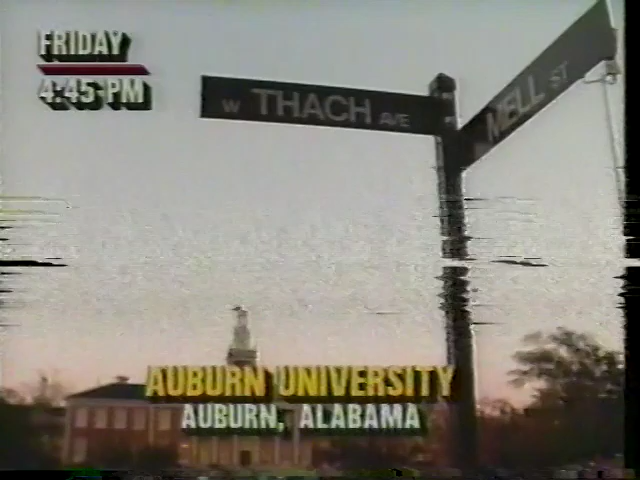 FRIDAY
4:45 PM
W THACH AVE
MELL ST
AUBURN UNIVERSITY
AUBURN, ALABAMA